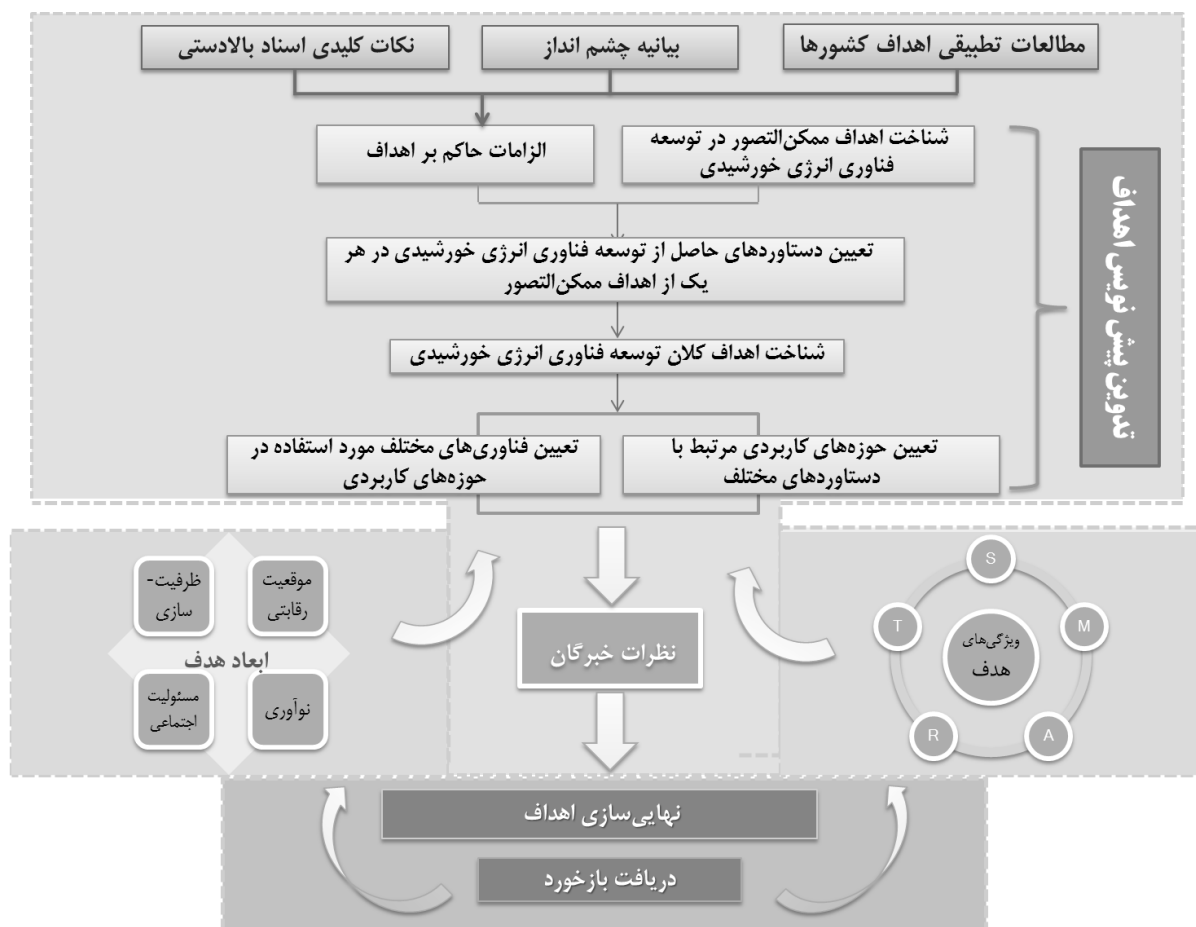 مطالعات تطبیقی اهداف کشورها
بیانیه چشم انداز
نکات کلیدی اسناد بالادستی
شناخت اهداف ممکن‌التصور در توسعه
فناوری انرژی خورشیدی
الزامات حاکم بر اهداف
تعیین دستاوردهای حاصل از توسعه فناوری انرژی خورشیدی در هر
یک از اهداف ممکن‌التصور
شناخت اهداف کلان توسعه فناوری انرژی خورشیدی
تعیین حوزه‌های کاربردی مرتبط با
دستاوردهای مختلف
تعیین فناوری‌های مختلف مورد استفاده در
حوزه‌های کاربردی
تدوین پیش نویس اهداف
S
M
A
R
T
ویژگی‌های
هدف
نظرات خبرگان
موقعیت
رقابتی
ظرفیت-
سازی
ابعاد هدف
نوآوری
مسئولیت
اجتماعی
نهایی‌سازی اهداف
دریافت بازخورد